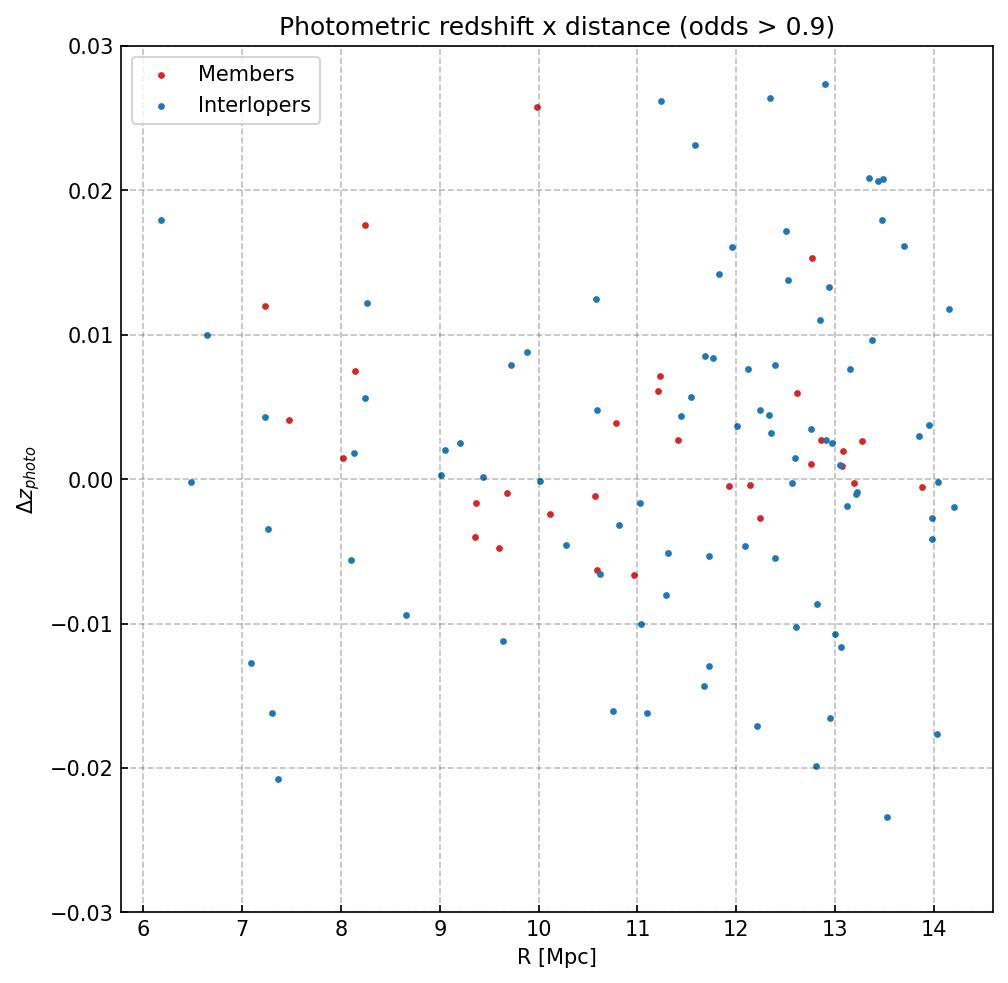 Photometric redshift x distance (odds > 0.9)
Members
Interlopers
0.03
0.02
0.01
0.00
−0.01
−0.02
−0.03
Δz_photo
6 7 8 9 10 11 12 13 14
R [Mpc]